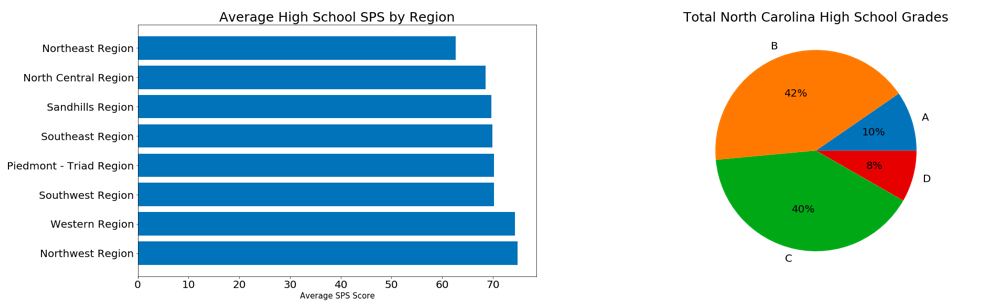 Average High School SPS by Region
Northeast Region
North Central Region
Sandhills Region
Southeast Region
Piedmont - Triad Region
Southwest Region
Western Region
Northwest Region
0 10 20 30 40 50 60 70
Average SPS Score
Total North Carolina High School Grades
B
42%
A
10%
8%
D
40%
C